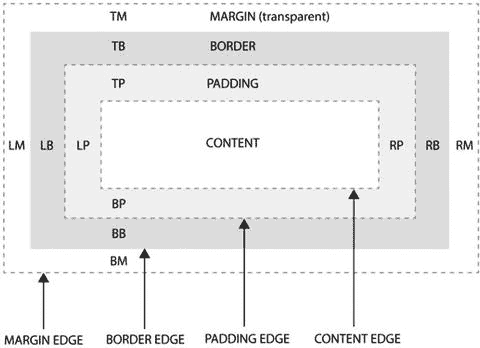 TM MARGIN (transparent)
TB BORDER
TP PADDING
LM LB LP CONTENT RP RB RM
BP
BB
BM
MARGIN EDGE BORDER EDGE PADDING EDGE CONTENT EDGE